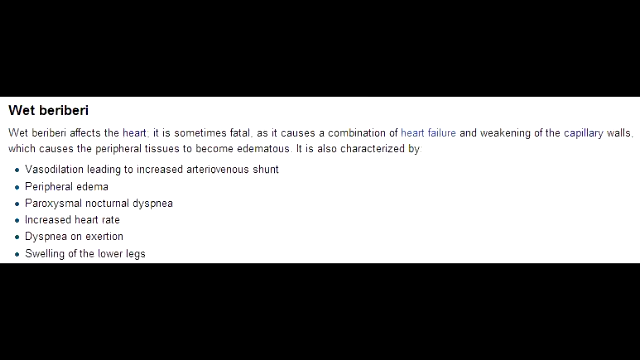 Wet beriberi
Wet beriberi affects the heart; it is sometimes fatal, as it causes a combination of heart failure and weakening of the capillary walls,
which causes the peripheral tissues to become edematous. It is also characterized by:
• Vasodilation leading to increased arteriovenous shunt
• Peripheral edema
• Paroxysmal nocturnal dyspnea
• Increased heart rate
• Dyspnea on exertion
• Swelling of the lower legs